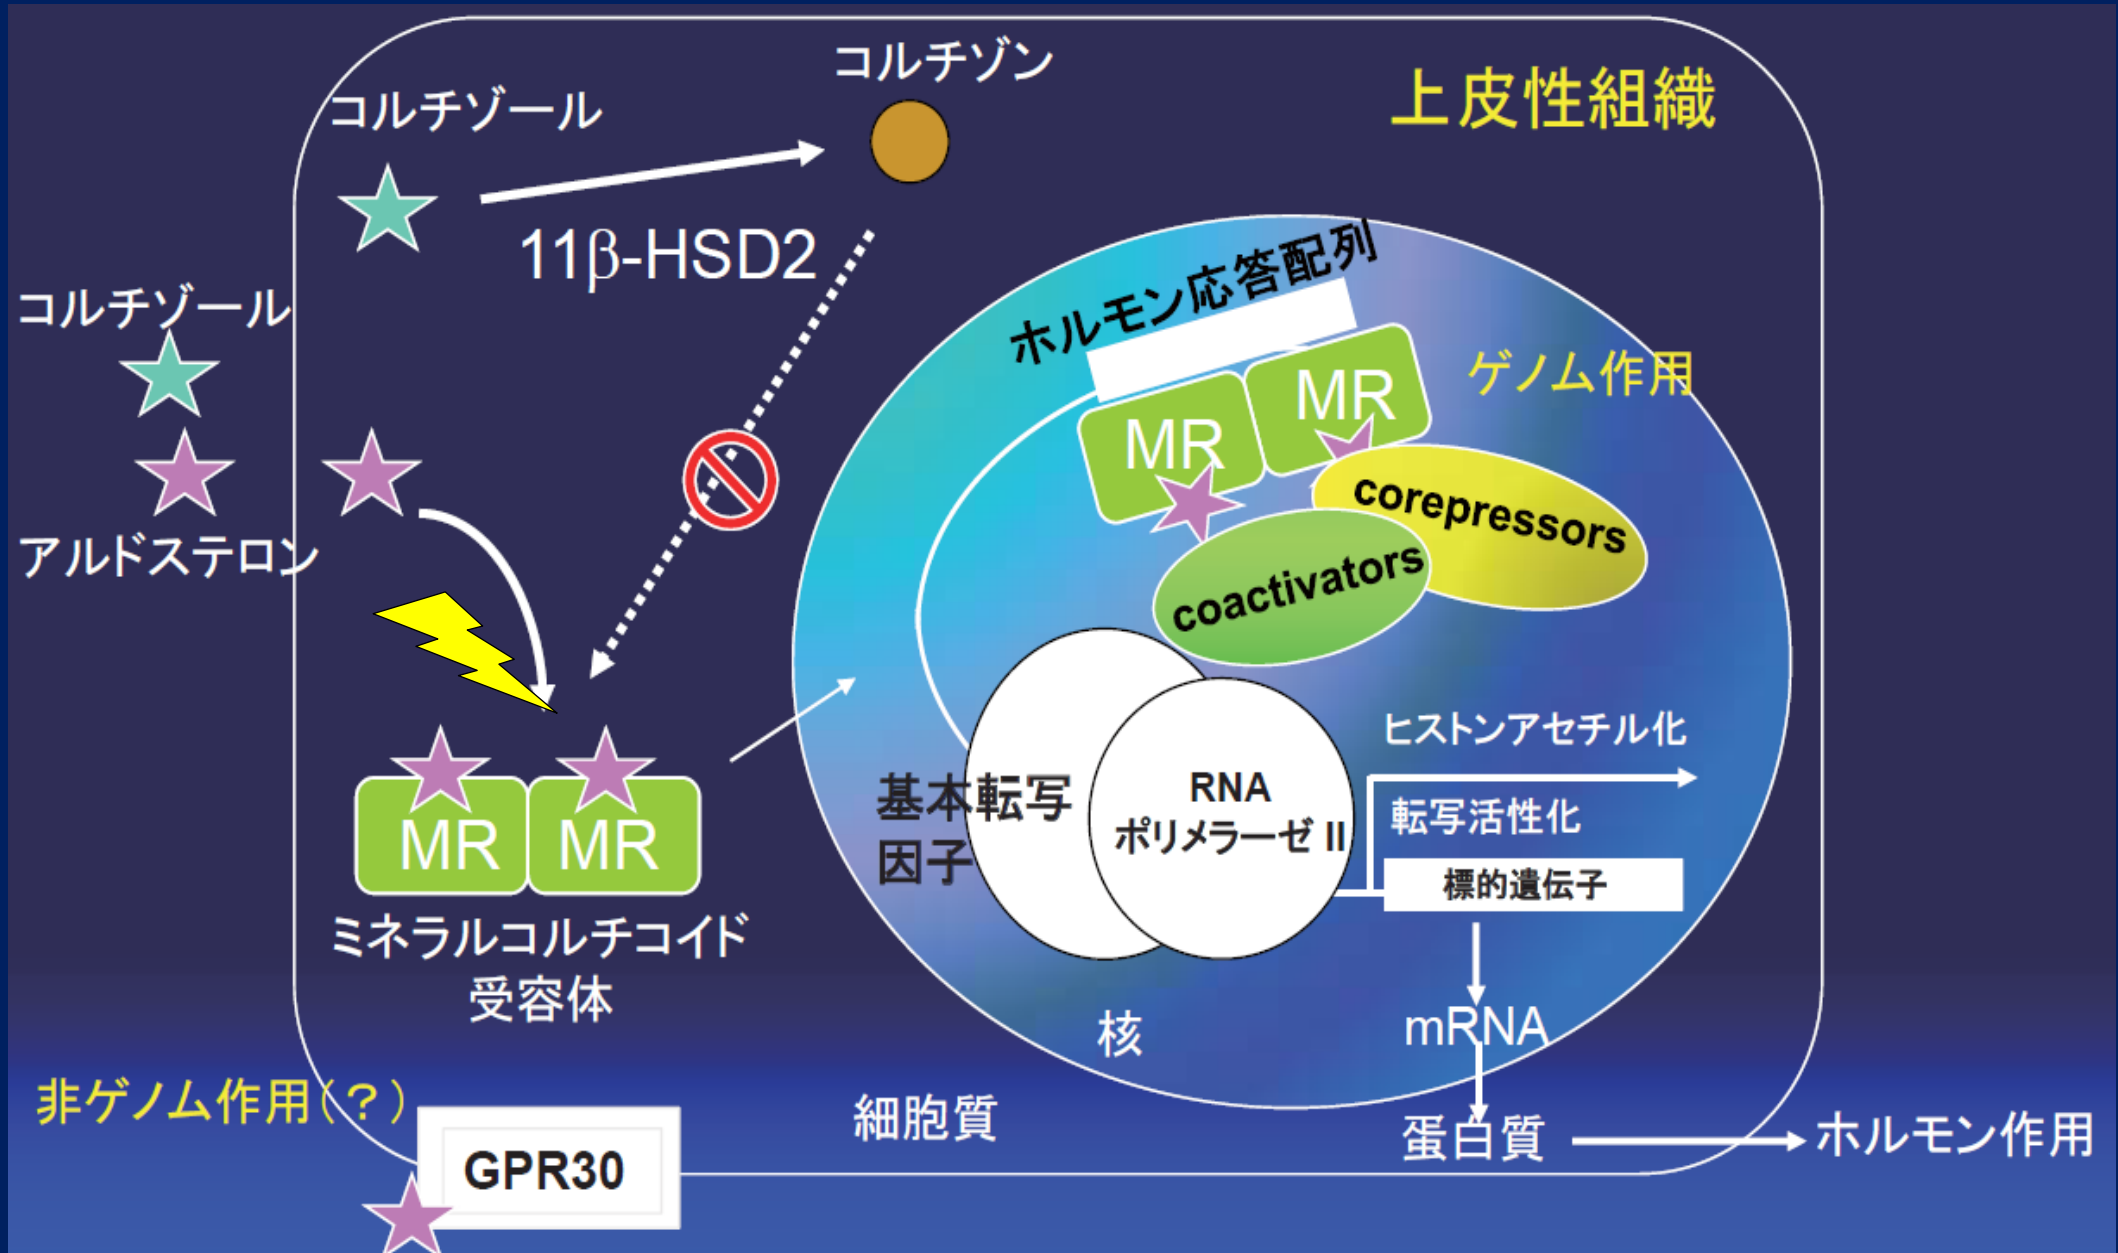 コルチゾン
上皮性組織
コルチゾール
11β-HSD2
コルチゾール
アルドステロン
ホルモン応答配列
ゲノム作用
MR
MR
corepressors
coactivators
MR
MR
ミネラルコルチコイド
受容体
基本転写
因子
RNA
ポリメラーゼ II
ヒストンアセチル化
転写活性化
標的遺伝子
mRNA
核
細胞質
蛋白質
ホルモン作用
非ゲノム作用(？)
GPR30